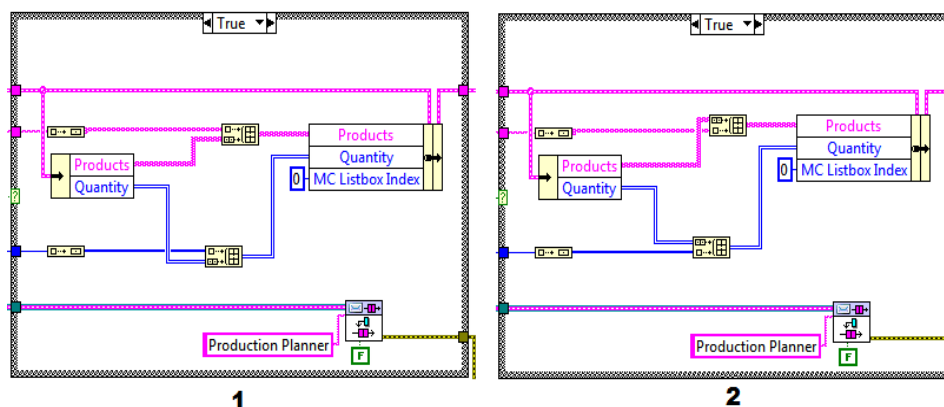 True
True
Products
Quantity
MC Listbox Index
0
Products
Quantity
?
Production Planner
F
Products
Quantity
MC Listbox Index
0
Products
Quantity
?
Production Planner
F
1
2